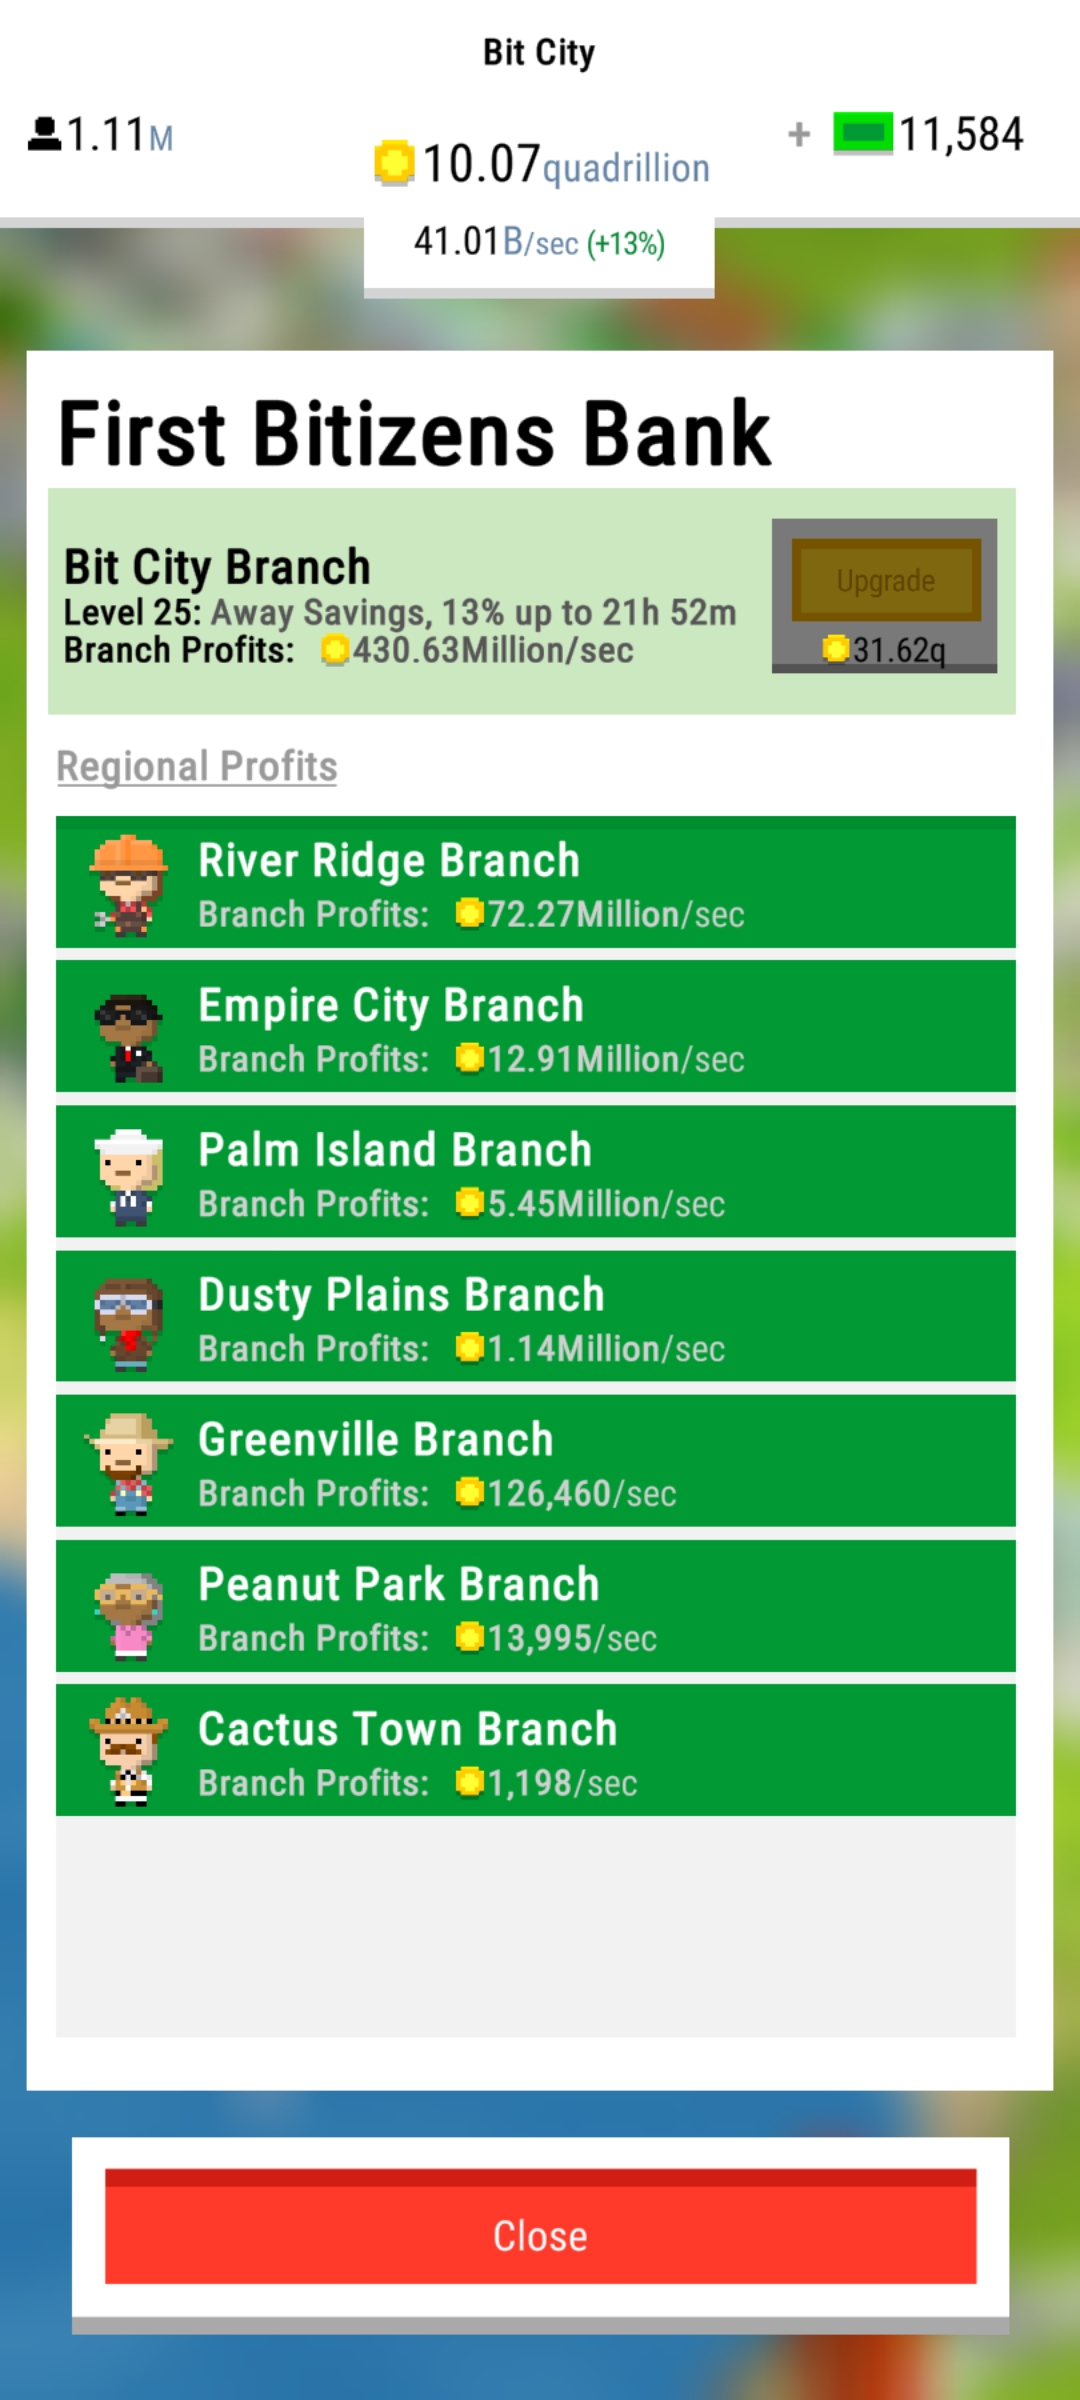 Bit City
1.11M
10.07quadrillion
+ 11,584
41.01B/sec (+13%)
First Bitizens Bank
Bit City Branch
Level 25: Away Savings, 13% up to 21h 52m
Branch Profits: 430.63Million/sec
Upgrade
31.62q
Regional Profits
River Ridge Branch
Branch Profits: 72.27Million/sec
Empire City Branch
Branch Profits: 12.91Million/sec
Palm Island Branch
Branch Profits: 5.45Million/sec
Dusty Plains Branch
Branch Profits: 1.14Million/sec
Greenville Branch
Branch Profits: 126,460/sec
Peanut Park Branch
Branch Profits: 13,995/sec
Cactus Town Branch
Branch Profits: 1,198/sec
Close